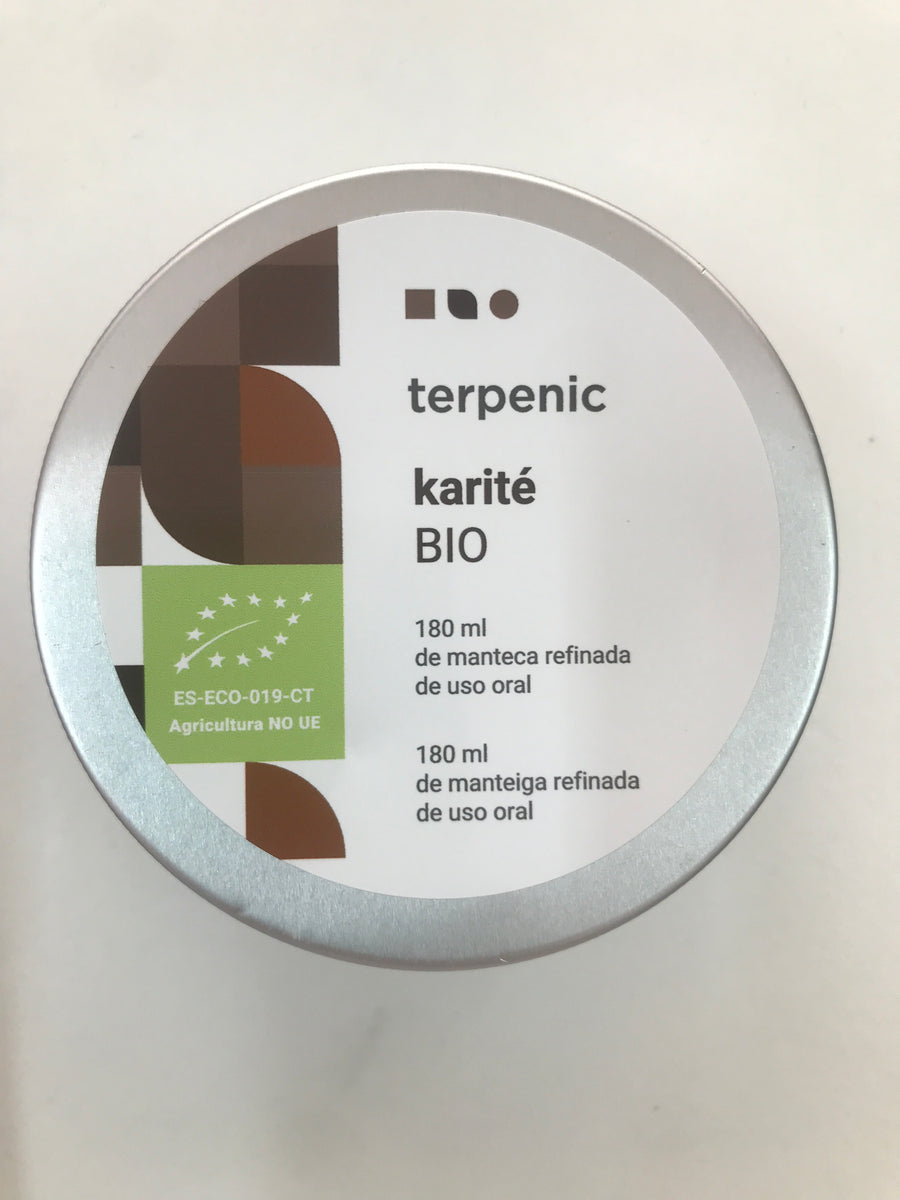 terpenic
karité
BIO
180 ml
de manteca refinada
de uso oral
180 ml
de manteiga refinada
de uso oral
ES-ECO-019-CT
Agricultura NO UE